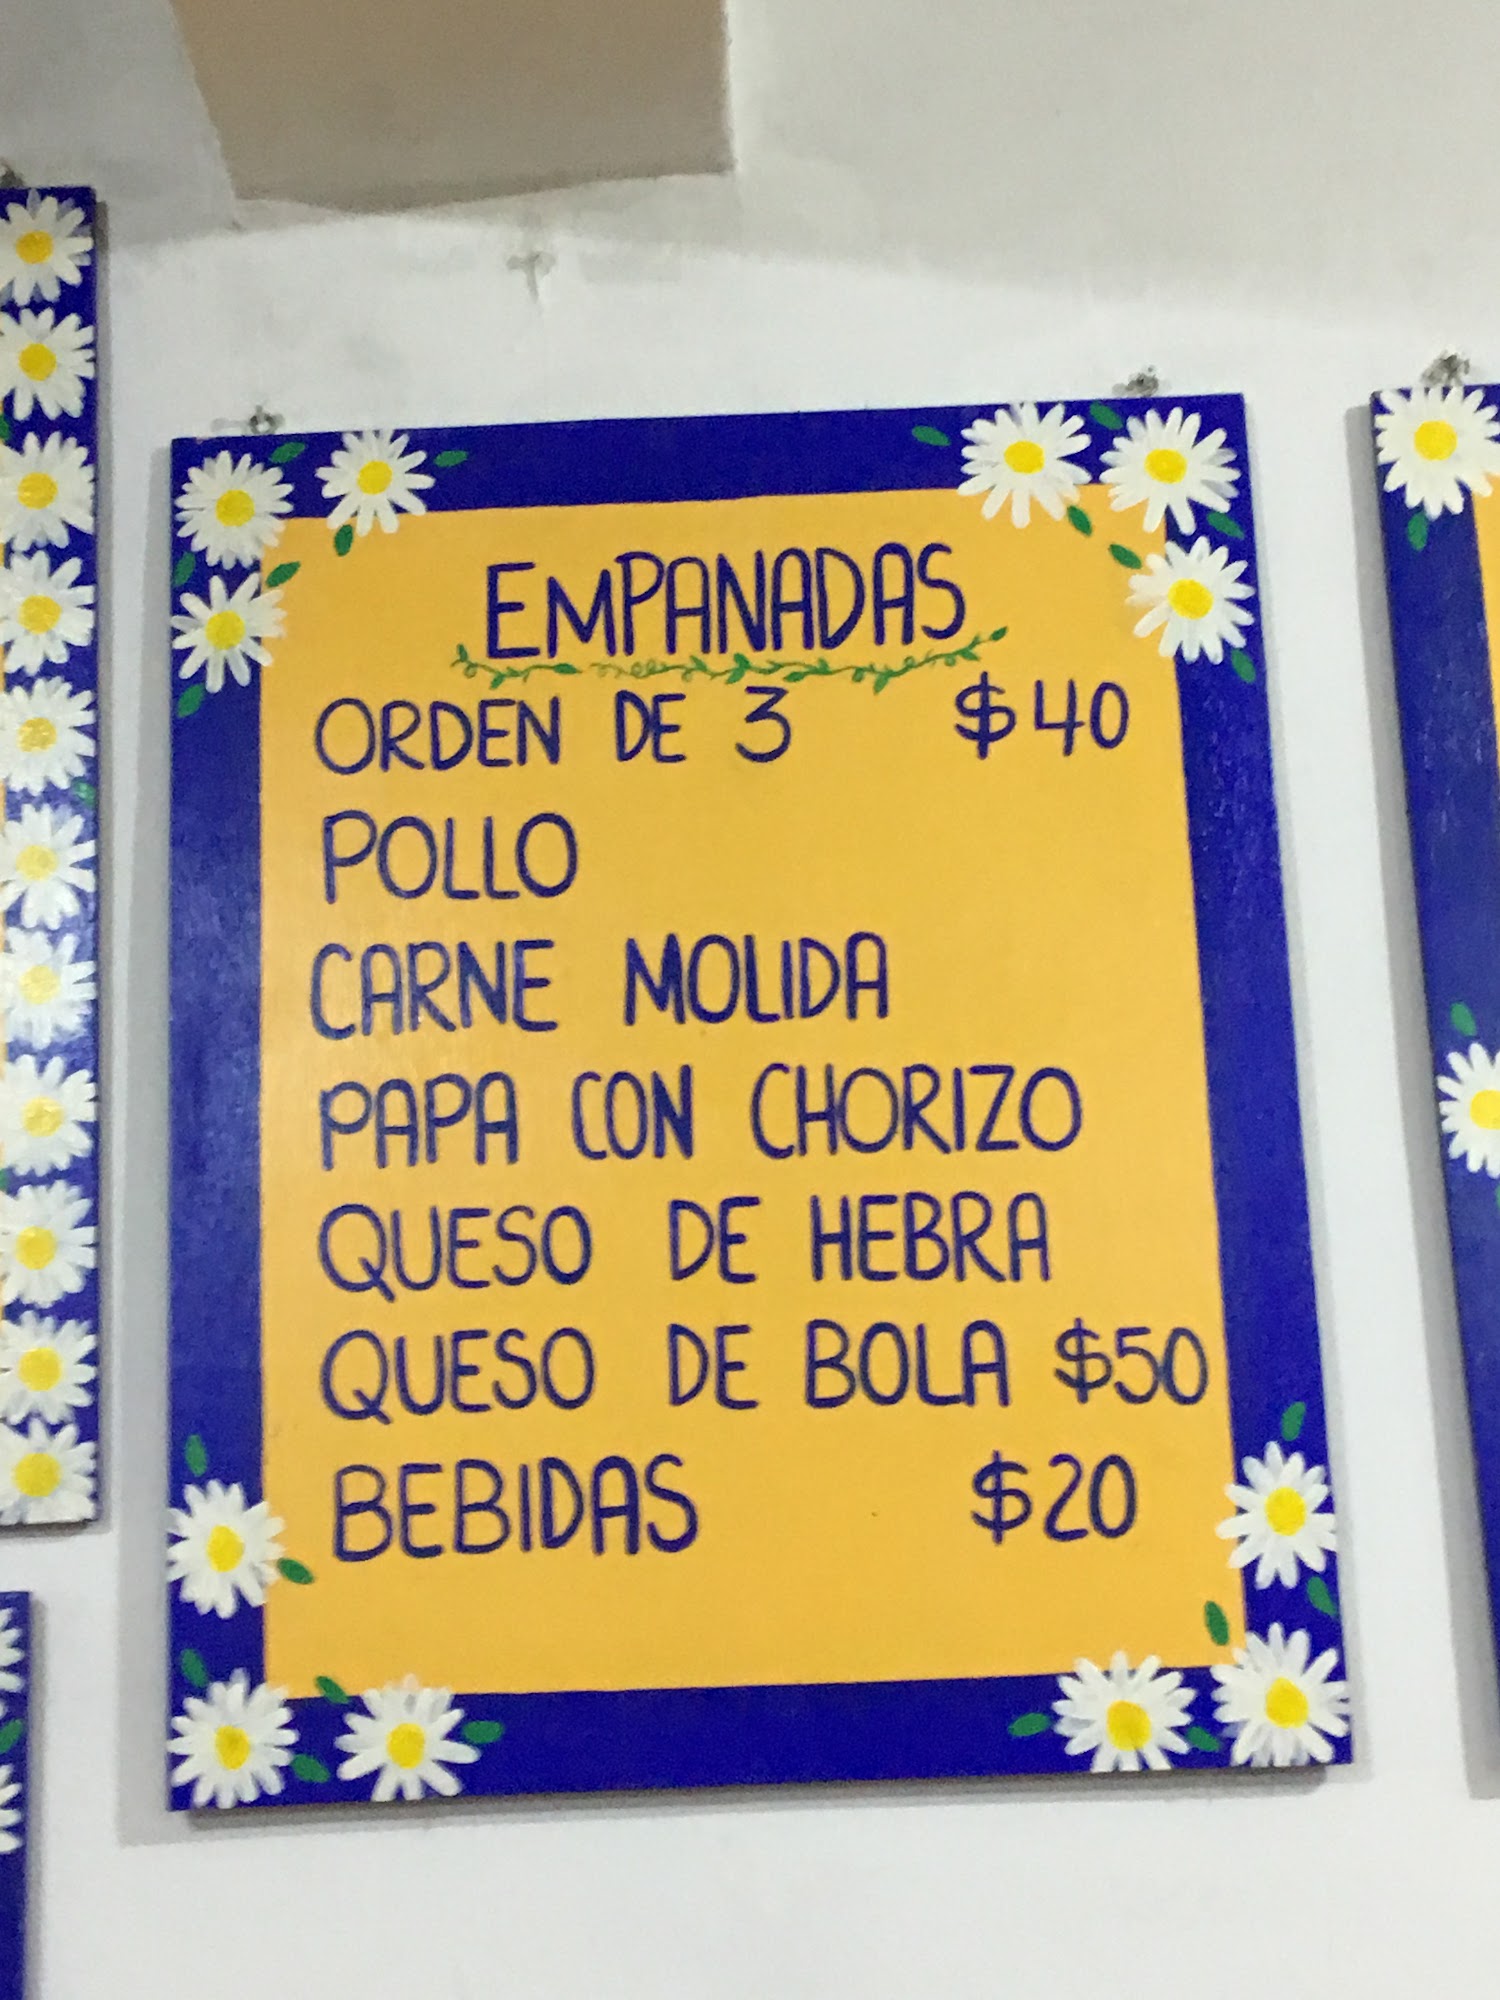 EMPANADAS
ORDEN DE 3 $40
POLLO
CARNE MOLIDA
PAPA CON CHORIZO
QUESO DE HEBRA
QUESO DE BOLA $50
BEBIDAS $20